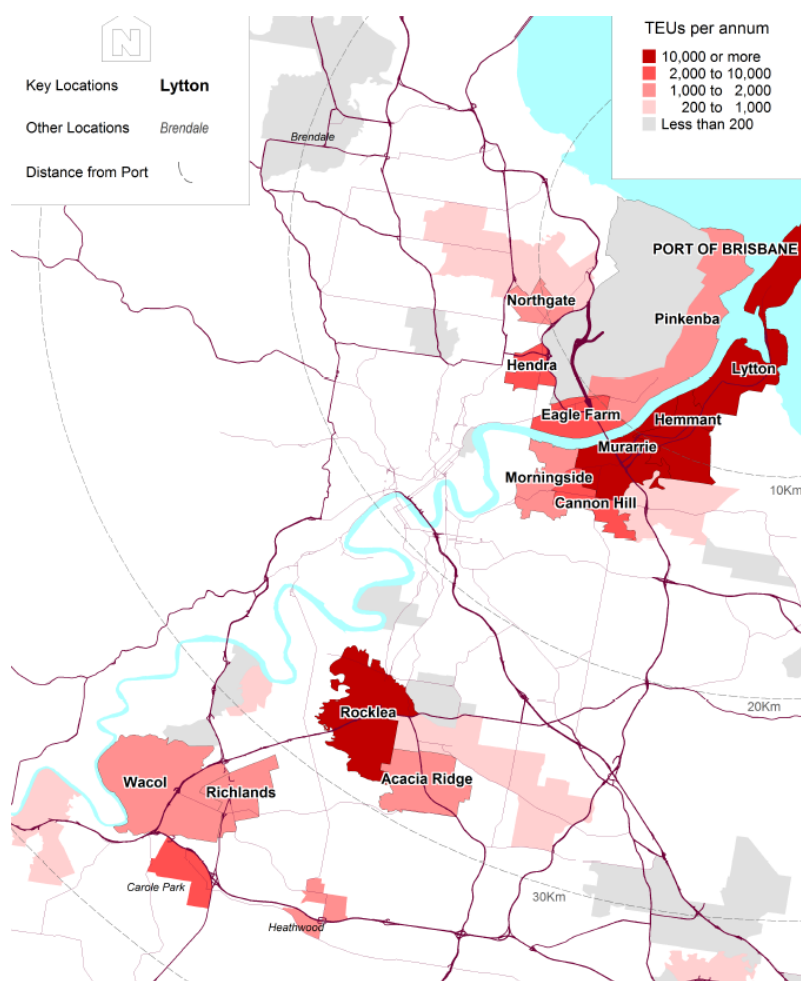 N
Key Locations Lytton
Other Locations Brendale
Distance from Port
TEUs per annum
10,000 or more
2,000 to 10,000
1,000 to 2,000
200 to 1,000
Less than 200
Brendale
PORT OF BRISBANE
Northgate
Pinkenba
Hendra
Lytton
Eagle Farm
Hemmant
Murarrie
Morningside
10Km
Cannon Hill
20Km
Rocklea
Wacol
Acacia Ridge
Richlands
Carole Park
30Km
Heathwood